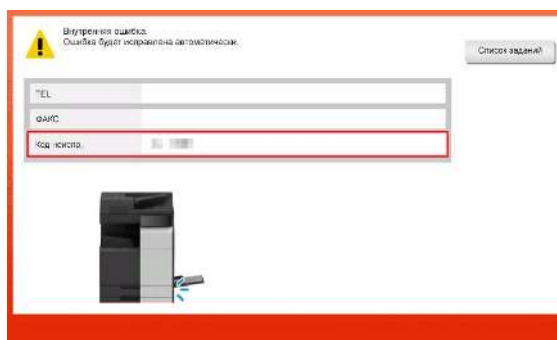 Внутренняя ошибка.
Ошибка будет исправлена автоматически.
Список заданий
TEL
ФАКС
Код неиспр.